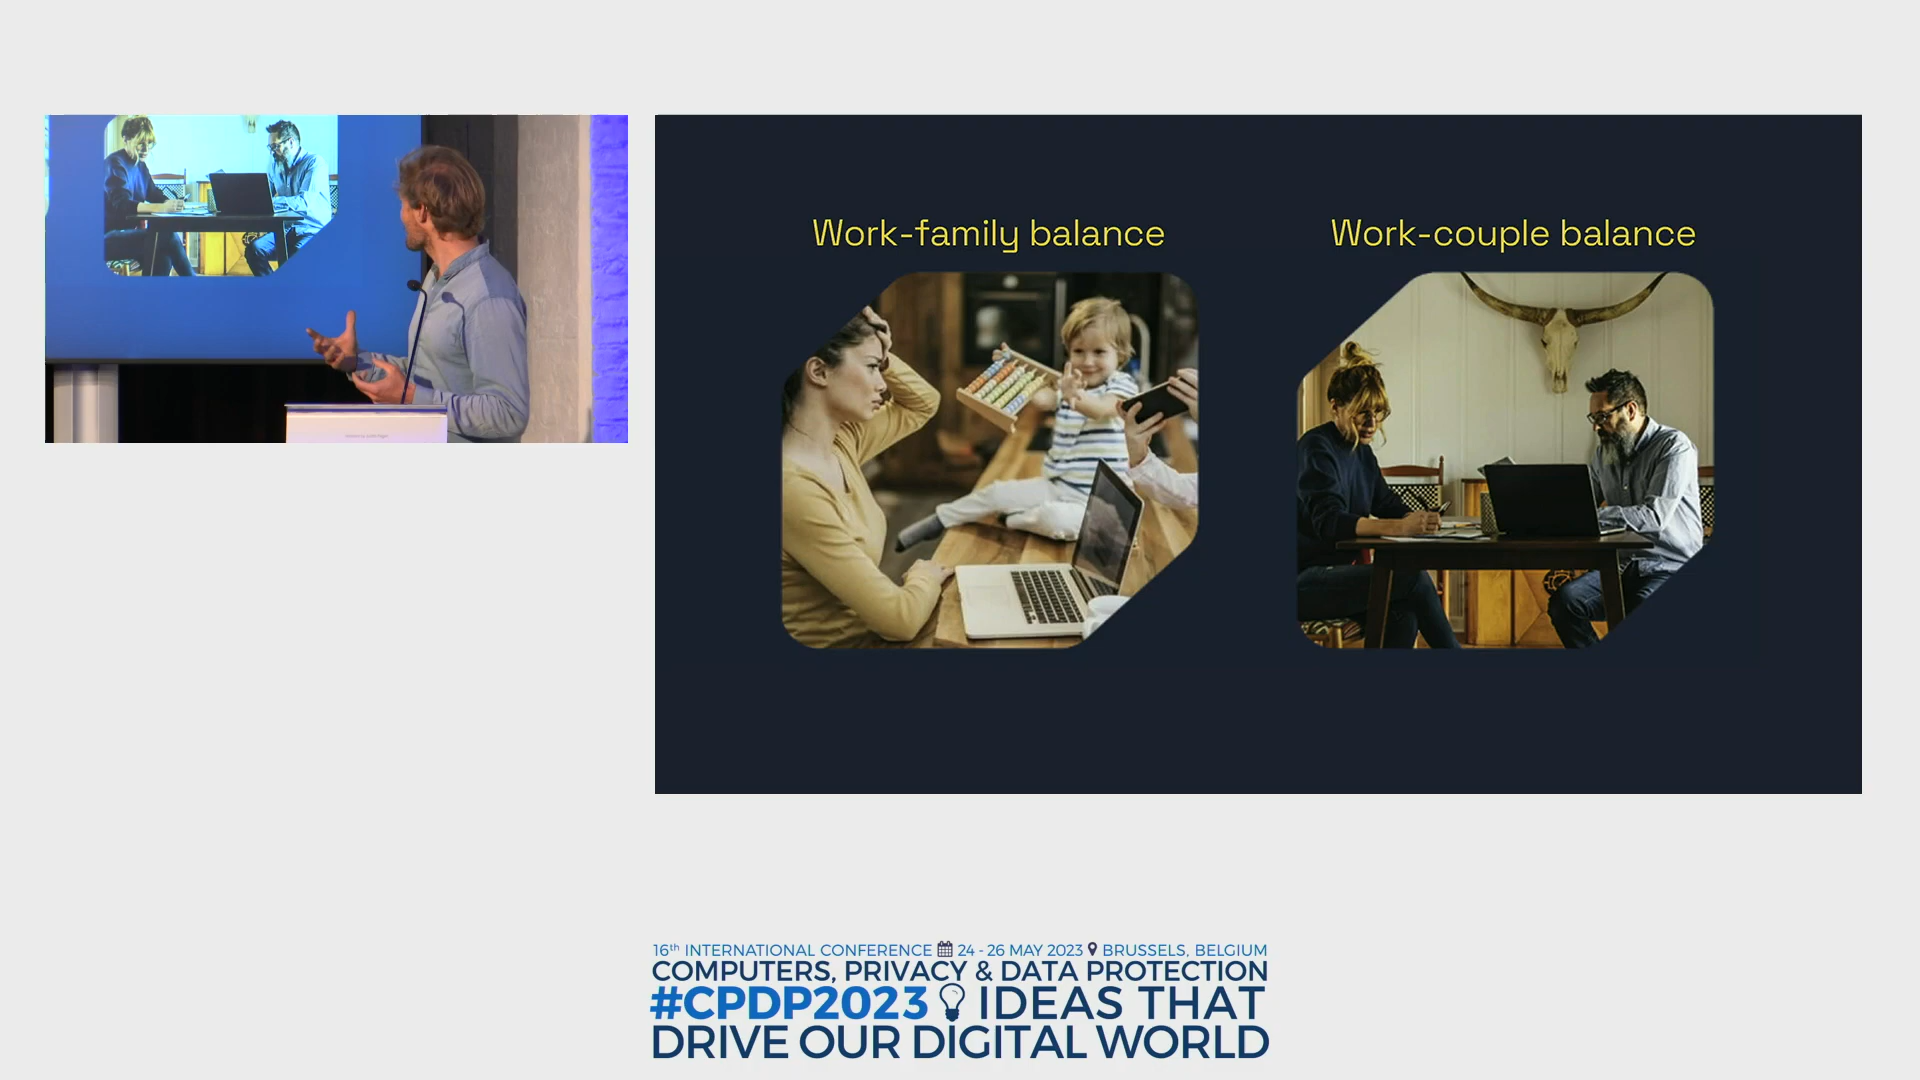 Work-family balance
Work-couple balance
16th INTERNATIONAL CONFERENCE 24 - 26 MAY 2023 BRUSSELS, BELGIUM
COMPUTERS, PRIVACY & DATA PROTECTION
#CPDP2023 IDEAS THAT
DRIVE OUR DIGITAL WORLD